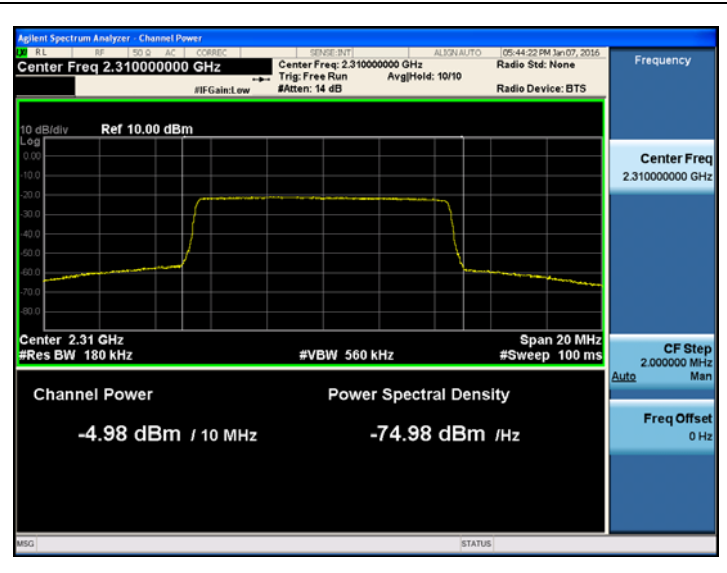 Agilent Spectrum Analyzer - Channel Power
LXI RL RF 50 Ω AC CORREC SENSE:INT ALIGN AUTO 05:44:22 PM Jan 07, 2016
Center Freq 2.310000000 GHz Center Freq: 2.310000000 GHz Radio Std: None
Trig: Free Run Avg|Hold: 10/10
#IFGain:Low #Atten: 14 dB Radio Device: BTS
Frequency
10 dB/div Ref 10.00 dBm
Log
0.00
-10.0
-20.0
-30.0
-40.0
-50.0
-60.0
-70.0
-80.0
Center 2.31 GHz Span 20 MHz
#Res BW 180 kHz #VBW 560 kHz #Sweep 100 ms
Channel Power Power Spectral Density
-4.98 dBm / 10 MHz -74.98 dBm /Hz
Center Freq
2.310000000 GHz
CF Step
2.000000 MHz
Auto Man
Freq Offset
0 Hz
MSG STATUS